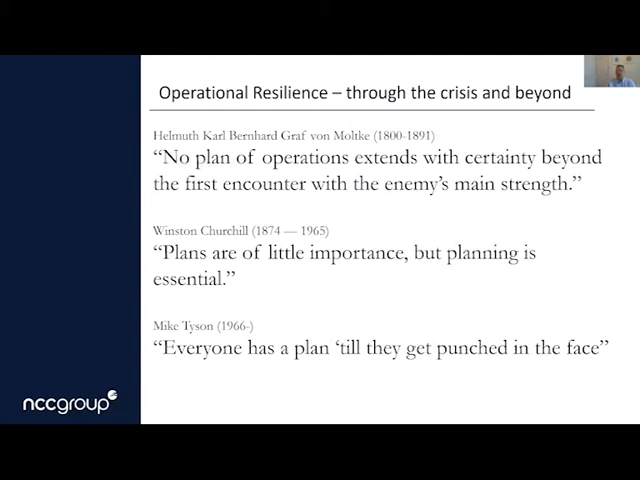 Operational Resilience – through the crisis and beyond
Helmuth Karl Bernhard Graf von Moltke (1800-1891)
“No plan of operations extends with certainty beyond
the first encounter with the enemy’s main strength.”
Winston Churchill (1874 — 1965)
“Plans are of little importance, but planning is
essential.”
Mike Tyson (1966-)
“Everyone has a plan ‘till they get punched in the face”
nccgroup